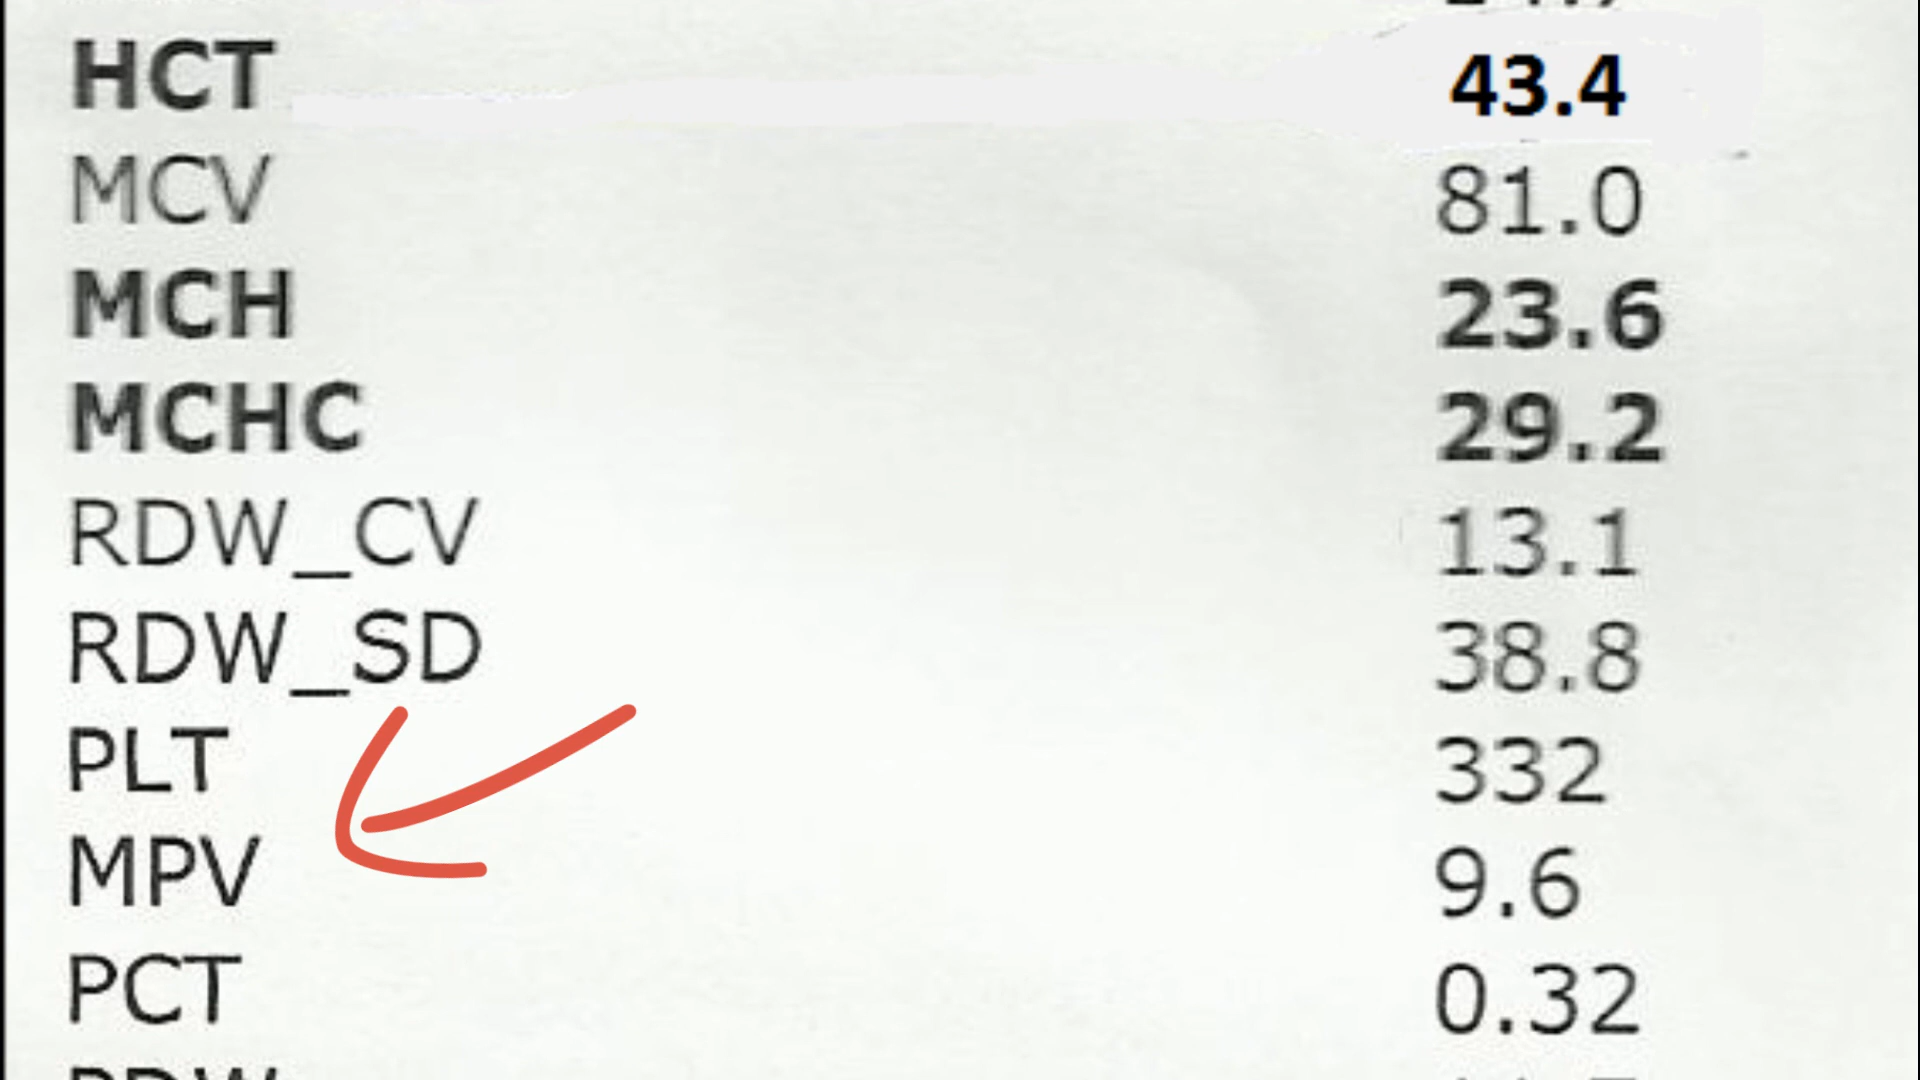 HCT 43.4
MCV 81.0
MCH 23.6
MCHC 29.2
RDW_CV 13.1
RDW_SD 38.8
PLT 332
MPV 9.6
PCT 0.32